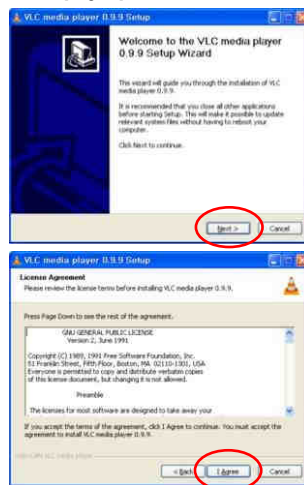 VLC media player 0.9.9 Setup
Welcome to the VLC media player
0.9.9 Setup Wizard
This wizard will guide you through the installation of VLC
media player 0.9.9.
It is recommended that you close all other applications
before starting Setup. This will make it possible to update
relevant system files without having to reboot your
computer.
Click Next to continue.
Next >
Cancel
VLC media player 0.9.9 Setup
License Agreement
Please review the license terms before installing VLC media player 0.9.9.
Press Page Down to see the rest of the agreement.
GNU GENERAL PUBLIC LICENSE
Version 2, June 1991
Copyright (C) 1989, 1991 Free Software Foundation, Inc.
51 Franklin Street, Fifth Floor, Boston, MA 02110-1301, USA
Everyone is permitted to copy and distribute verbatim copies
of this license document, but changing it is not allowed.
Preamble
The licenses for most software are designed to take away your
If you accept the terms of the agreement, click I Agree to continue. You must accept the
agreement to install VLC media player 0.9.9.
VLC media player
< Back
I Agree
Cancel